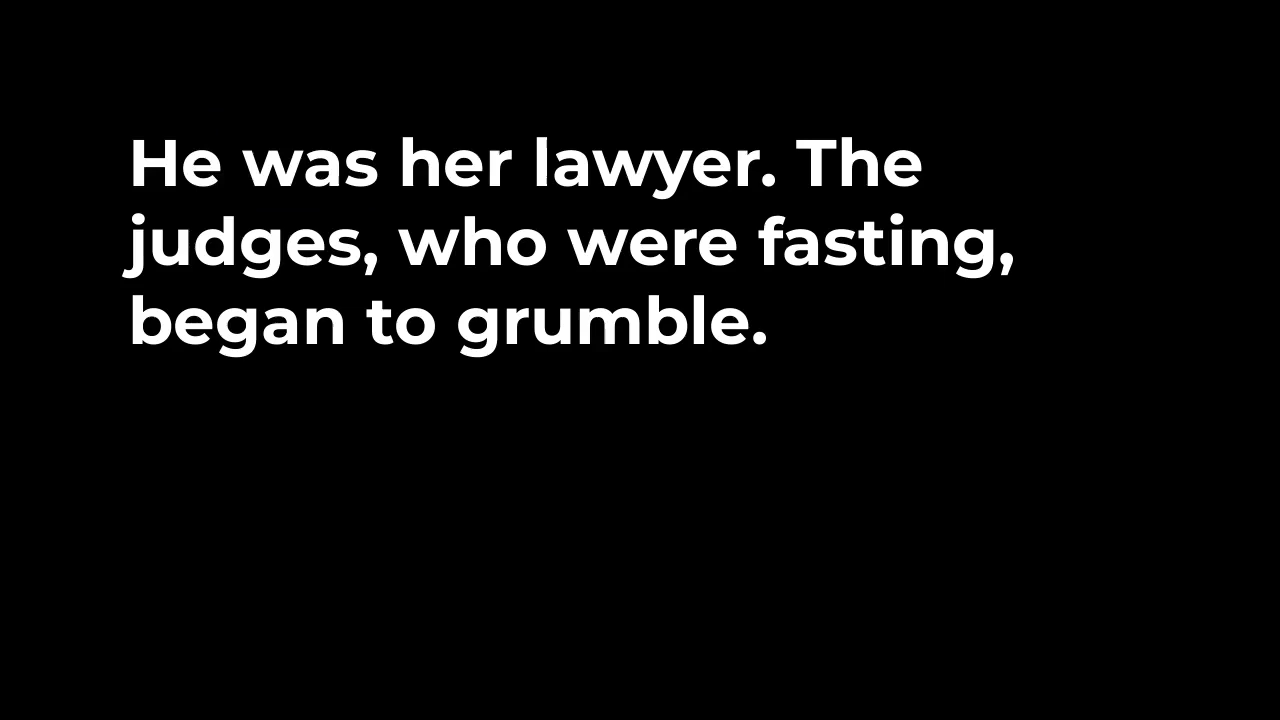 He was her lawyer. The
judges, who were fasting,
began to grumble.